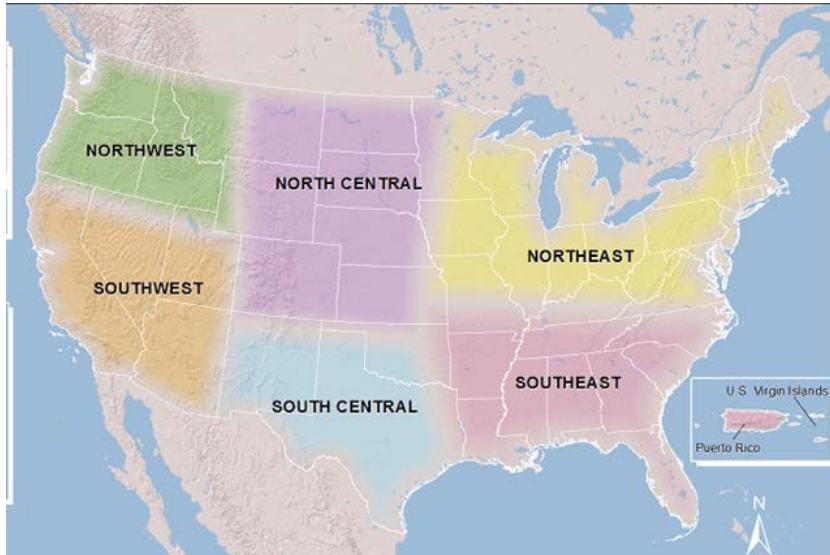 NORTHWEST
NORTH CENTRAL
NORTHEAST
SOUTHWEST
SOUTHEAST
SOUTH CENTRAL
U.S. Virgin Islands
Puerto Rico
N